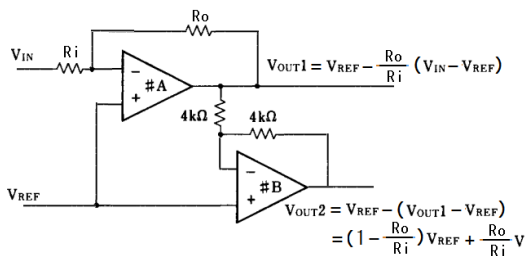 Ro
Ri
VIN
#A
VOUT1 = VREF − Ro/Ri (VIN − VREF)
4kΩ
4kΩ
#B
VREF
VOUT2 = VREF − (VOUT1 − VREF)
= (1 − Ro/Ri) VREF + Ro/Ri V